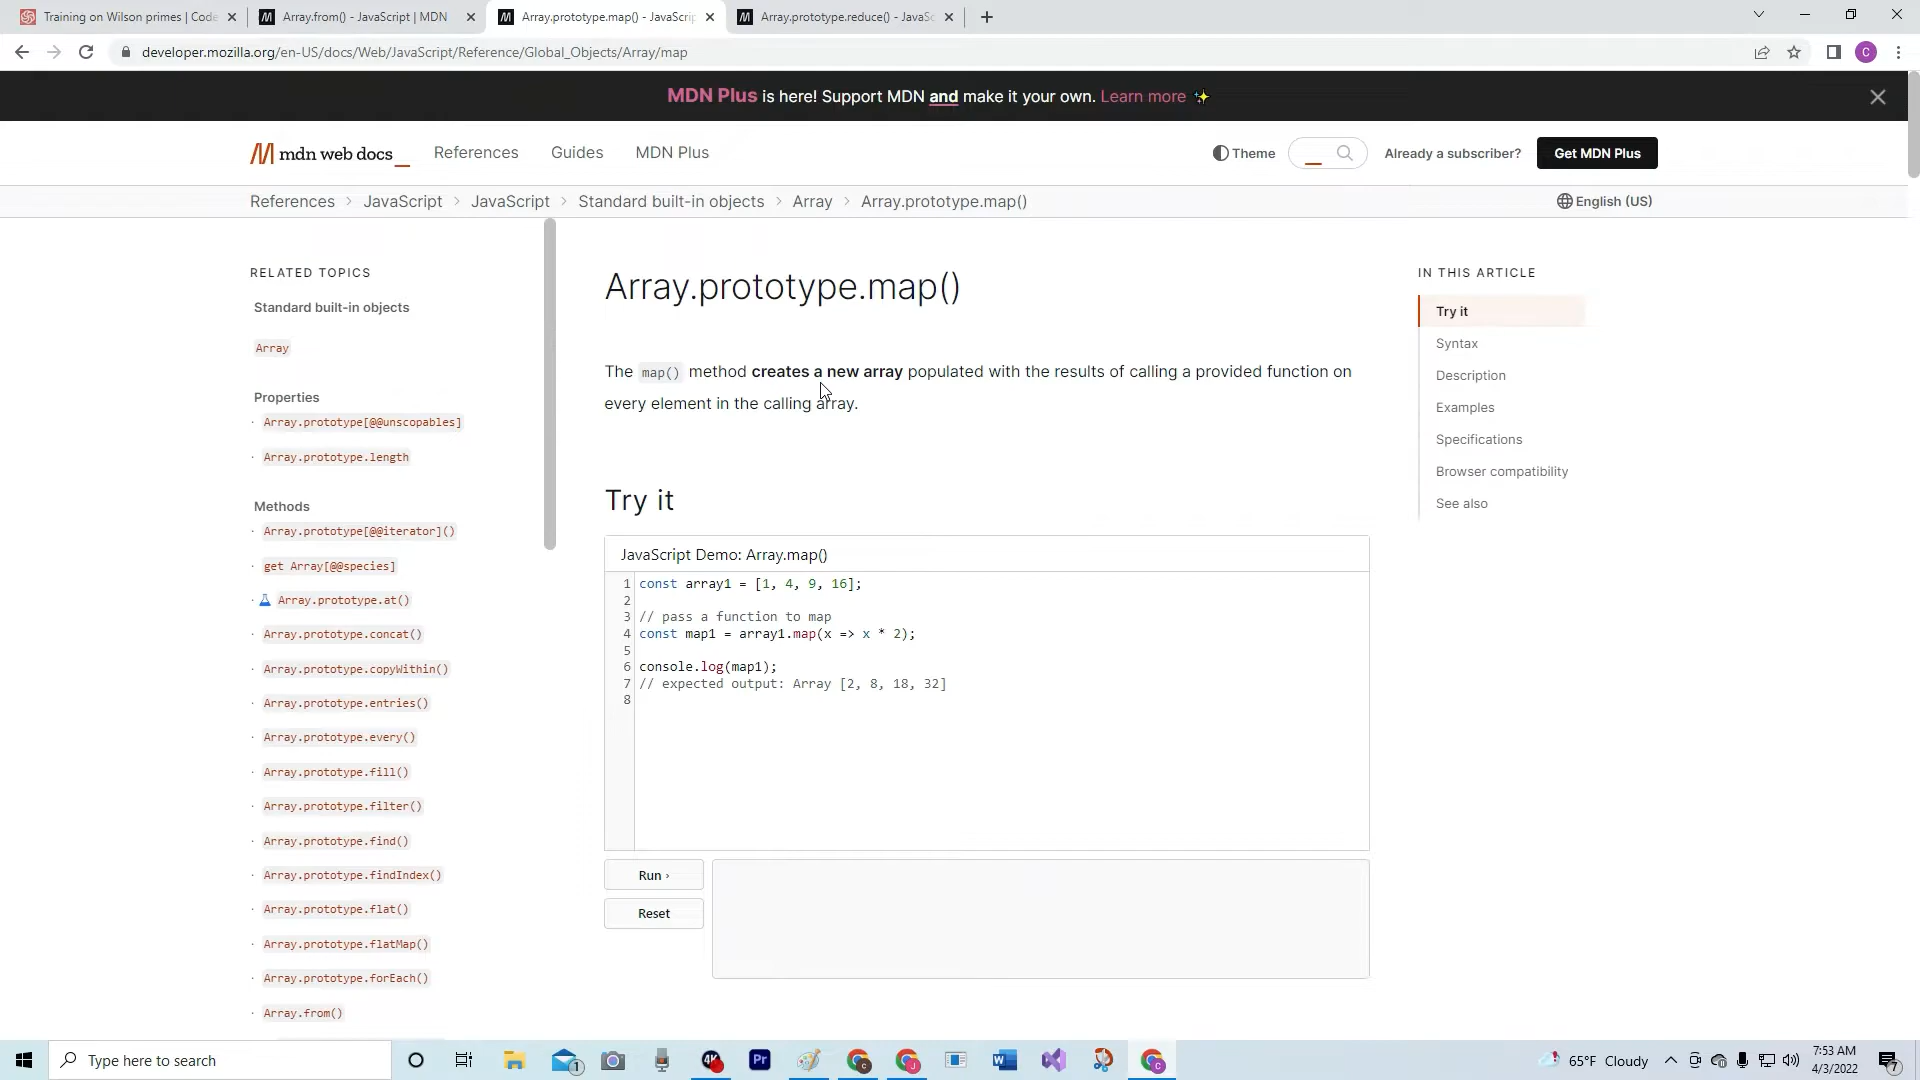 Training on Wilson primes | Code
Array.from() - JavaScript | MDN
Array.prototype.map() - JavaScrip
Array.prototype.reduce() - JavaSc
developer.mozilla.org/en-US/docs/Web/JavaScript/Reference/Global_Objects/Array/map
C
MDN Plus is here! Support MDN and make it your own. Learn more ✨
mdn web docs_
References
Guides
MDN Plus
Theme
Already a subscriber?
Get MDN Plus
References > JavaScript > JavaScript > Standard built-in objects > Array > Array.prototype.map()
English (US)
RELATED TOPICS
Standard built-in objects
Array
Properties
Array.prototype[@@unscopables]
Array.prototype.length
Methods
Array.prototype[@@iterator]()
get Array[@@species]
Array.prototype.at()
Array.prototype.concat()
Array.prototype.copyWithin()
Array.prototype.entries()
Array.prototype.every()
Array.prototype.fill()
Array.prototype.filter()
Array.prototype.find()
Array.prototype.findIndex()
Array.prototype.flat()
Array.prototype.flatMap()
Array.prototype.forEach()
Array.from()
Array.prototype.map()
The map() method creates a new array populated with the results of calling a provided function on
every element in the calling array.
Try it
JavaScript Demo: Array.map()
1 const array1 = [1, 4, 9, 16];
2
3 // pass a function to map
4 const map1 = array1.map(x => x * 2);
5
6 console.log(map1);
7 // expected output: Array [2, 8, 18, 32]
8
Run ›
Reset
IN THIS ARTICLE
Try it
Syntax
Description
Examples
Specifications
Browser compatibility
See also
Type here to search
1
4K
Pr
65°F Cloudy
7:53 AM
4/3/2022
7